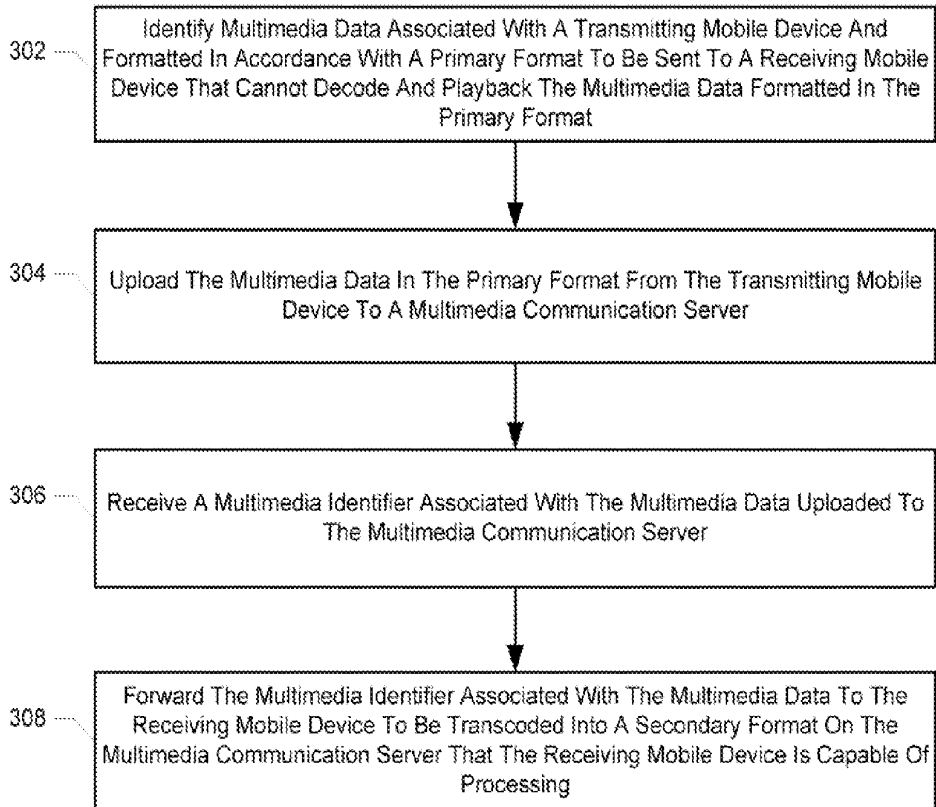 302
Identify Multimedia Data Associated With A Transmitting Mobile Device And
Formatted In Accordance With A Primary Format To Be Sent To A Receiving Mobile
Device That Cannot Decode And Playback The Multimedia Data Formatted In The
Primary Format
304
Upload The Multimedia Data In The Primary Format From The Transmitting Mobile
Device To A Multimedia Communication Server
306
Receive A Multimedia Identifier Associated With The Multimedia Data Uploaded To
The Multimedia Communication Server
308
Forward The Multimedia Identifier Associated With The Multimedia Data To The
Receiving Mobile Device To Be Transcoded Into A Secondary Format On The
Multimedia Communication Server That The Receiving Mobile Device Is Capable Of
Processing